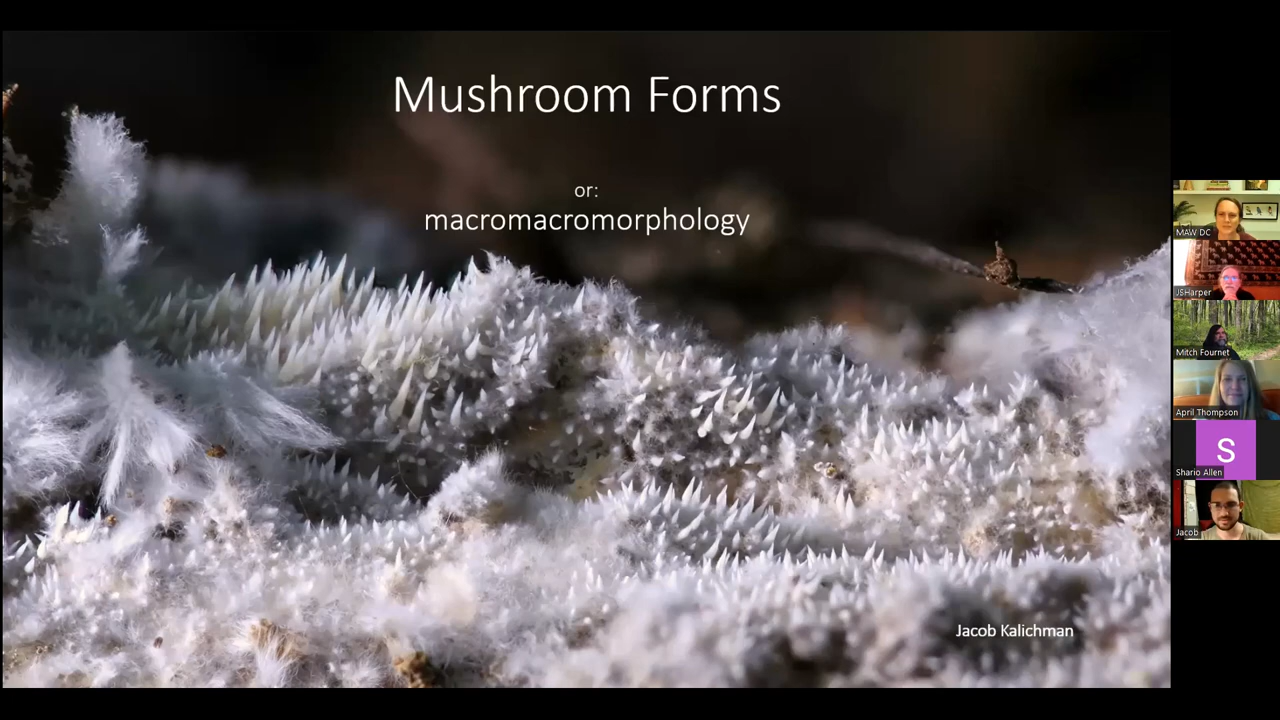 Mushroom Forms
or:
macromacromorphology
Jacob Kalichman
MAW DC
JSHarper
Mitch Fournet
April Thompson
S
Shario Allen
Jacob